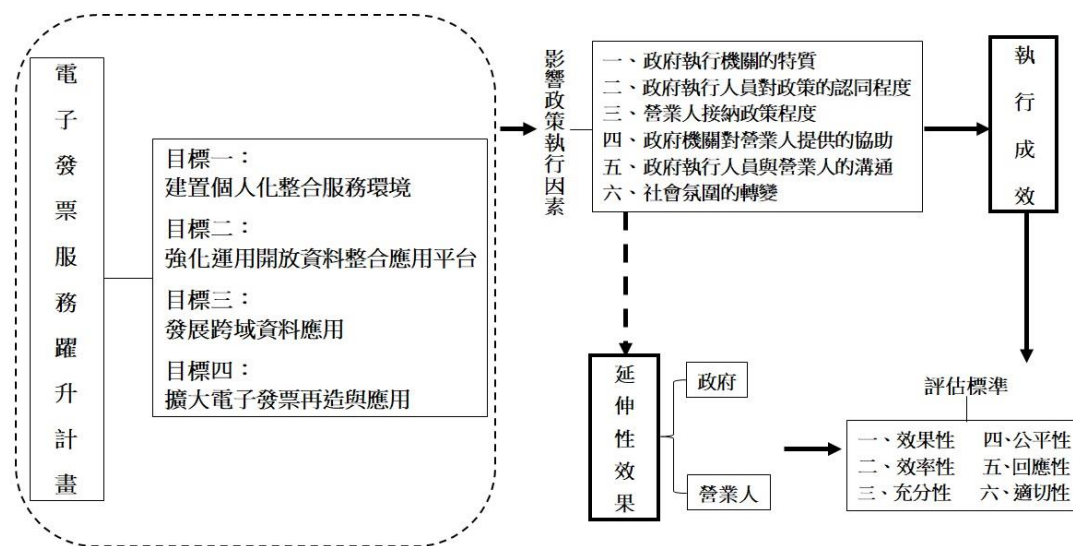 電子發票服務躍升計畫
目標一：
建置個人化整合服務環境
目標二：
強化運用開放資料整合應用平台
目標三：
發展跨域資料應用
目標四：
擴大電子發票再造與應用
影響政策執行因素
一、政府執行機關的特質
二、政府執行人員對政策的認同程度
三、營業人接納政策程度
四、政府機關對營業人提供的協助
五、政府執行人員與營業人的溝通
六、社會氛圍的轉變
執行成效
延伸性效果
政府
營業人
評估標準
一、效果性 四、公平性
二、效率性 五、回應性
三、充分性 六、適切性